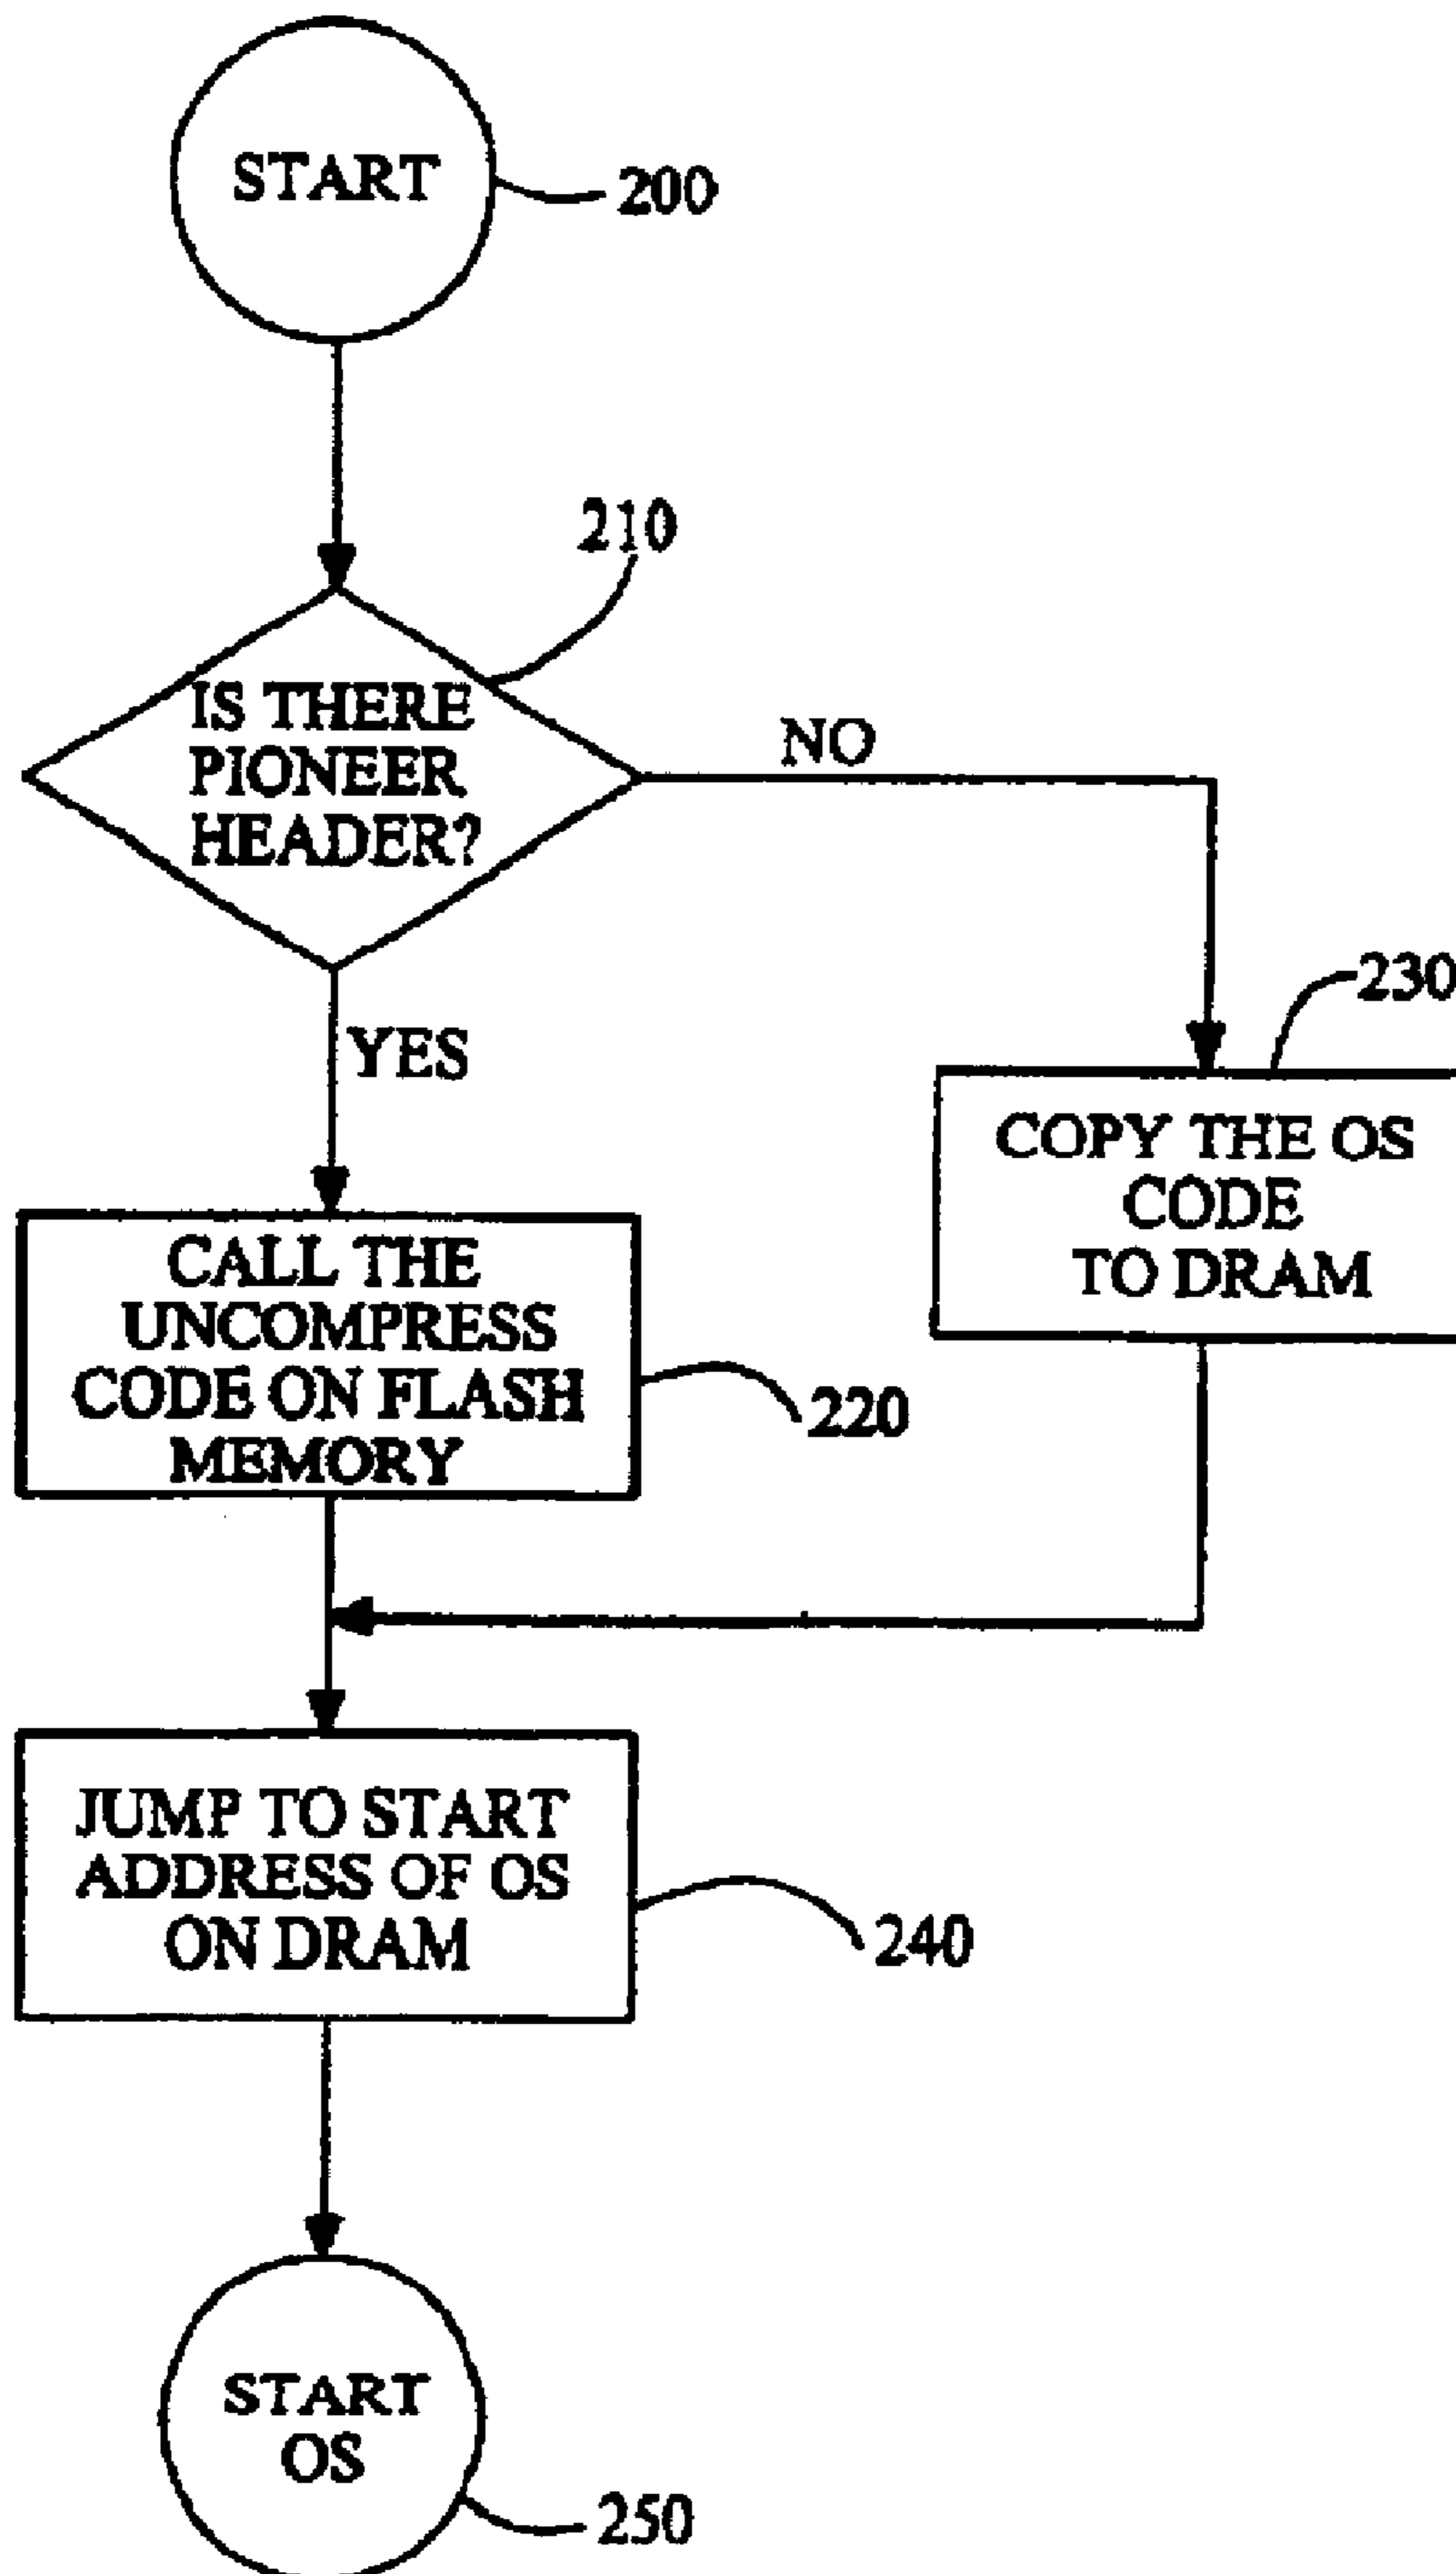 START
200
210
IS THERE
PIONEER
HEADER?
NO
YES
230
COPY THE OS
CODE
TO DRAM
CALL THE
UNCOMPRESS
CODE ON FLASH
MEMORY
220
JUMP TO START
ADDRESS OF OS
ON DRAM
240
START
OS
250